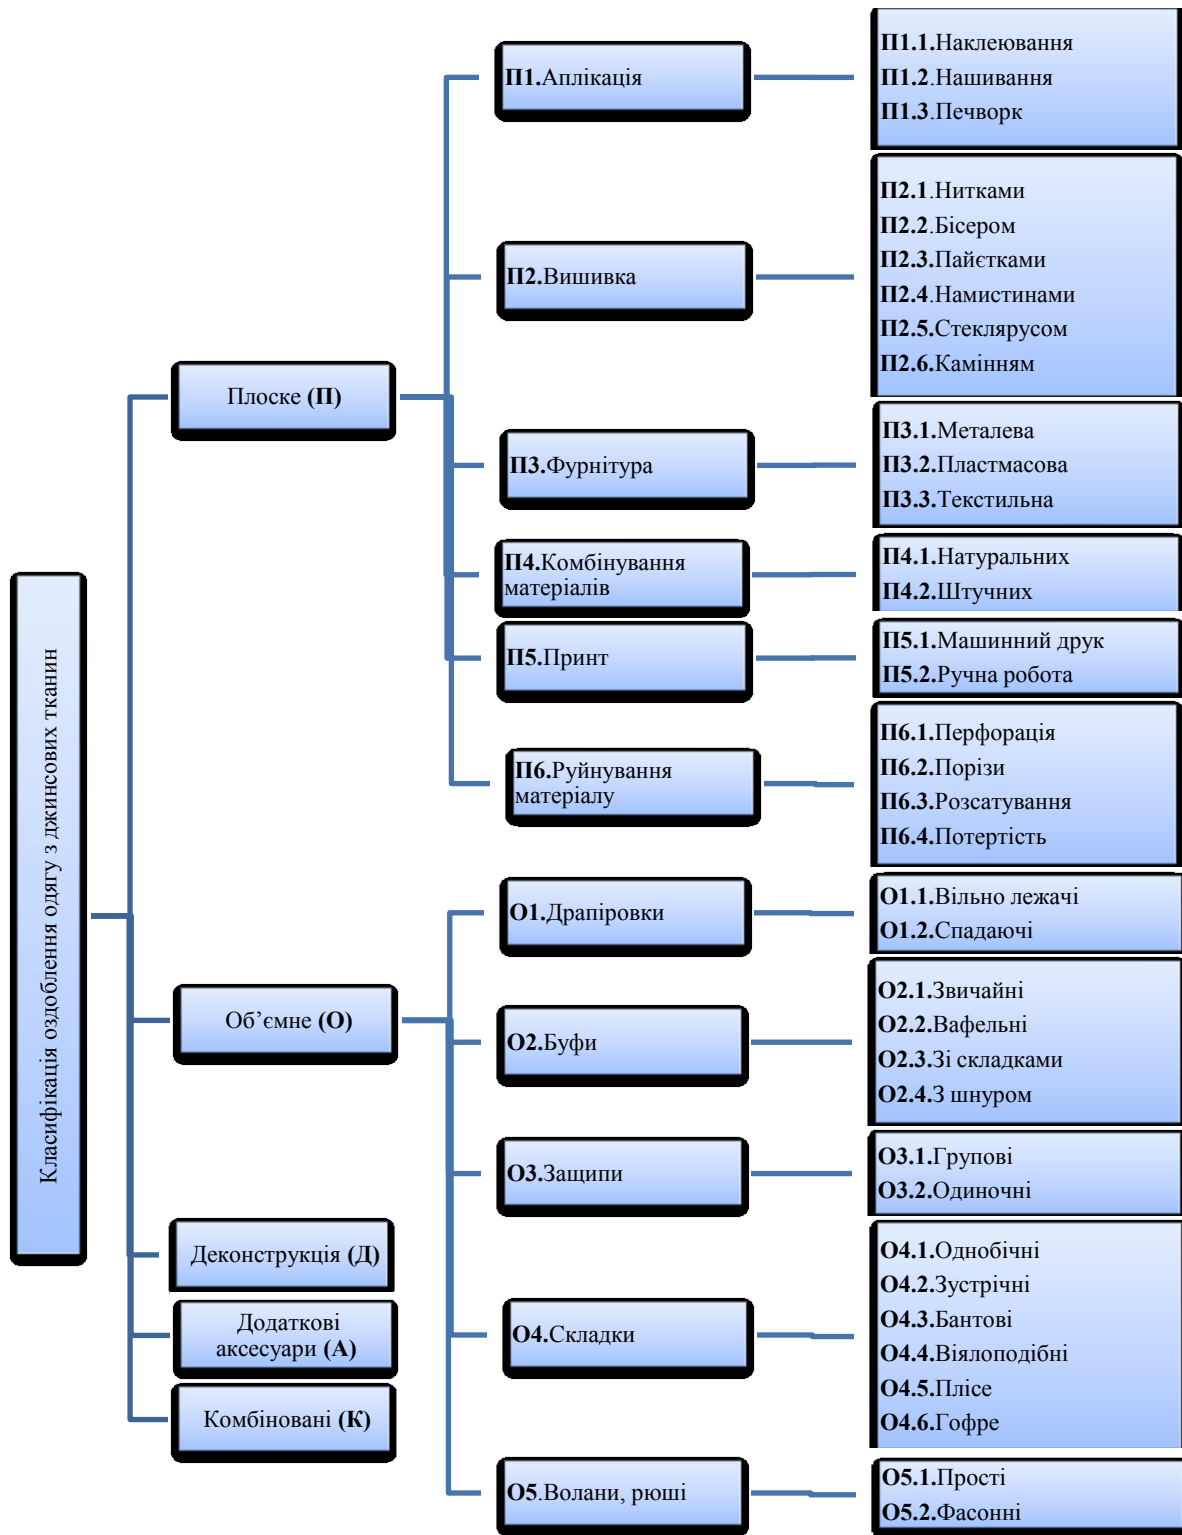 Класифікація оздоблення одягу з джинсових тканин
Плоске (П)
П1.Аплікація
П1.1.Наклеювання
П1.2.Нашивання
П1.3.Печворк
П2.Вишивка
П2.1.Нитками
П2.2.Бісером
П2.3.Пайєтками
П2.4.Намистинами
П2.5.Стеклярусом
П2.6.Камінням
П3.Фурнітура
П3.1.Металева
П3.2.Пластмасова
П3.3.Текстильна
П4.Комбінування
матеріалів
П4.1.Натуральних
П4.2.Штучних
П5.Принт
П5.1.Машинний друк
П5.2.Ручна робота
П6.Руйнування
матеріалу
П6.1.Перфорація
П6.2.Порізи
П6.3.Розсатування
П6.4.Потертість
Об’ємне (О)
О1.Драпіровки
О1.1.Вільно лежачі
О1.2.Спадаючі
О2.Буфи
О2.1.Звичайні
О2.2.Вафельні
О2.3.Зі складками
О2.4.З шнуром
О3.Защипи
О3.1.Групові
О3.2.Одиночні
О4.Складки
О4.1.Однобічні
О4.2.Зустрічні
О4.3.Бантові
О4.4.Віялоподібні
О4.5.Плісе
О4.6.Гофре
О5.Волани, рюші
О5.1.Прості
О5.2.Фасонні
Деконструкція (Д)
Додаткові
аксесуари (А)
Комбіновані (К)